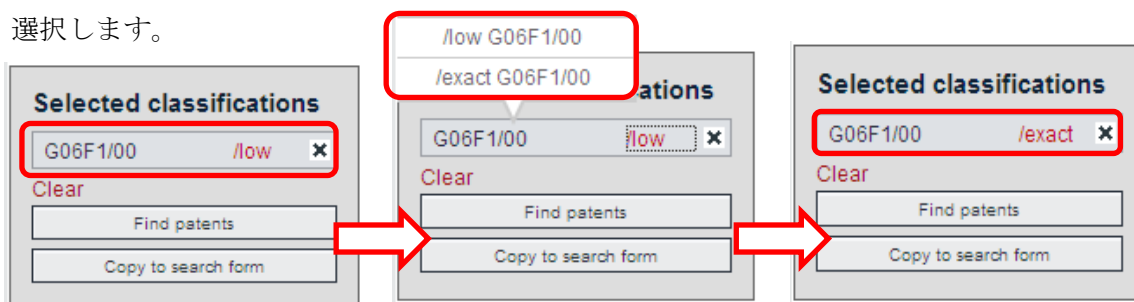 選択します。
Selected classifications
G06F1/00 /low ×
Clear
Find patents
Copy to search form
/low G06F1/00
/exact G06F1/00
ations
G06F1/00 /low ×
Clear
Find patents
Copy to search form
Selected classifications
G06F1/00 /exact ×
Clear
Find patents
Copy to search form